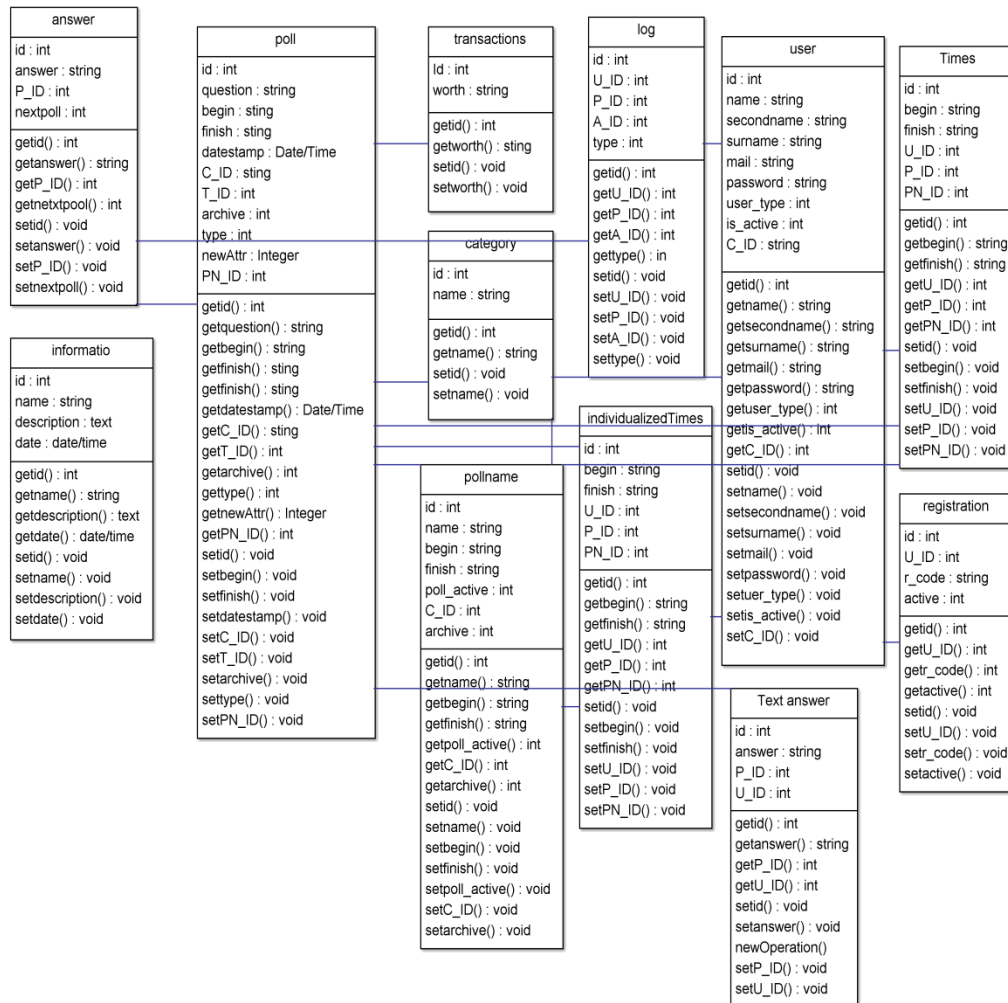 answer
id : int
answer : string
P_ID : int
nextpoll : int
getid() : int
getanswer() : string
getP_ID() : int
getnetxtpool() : int
setid() : void
setanswer() : void
setP_ID() : void
setnextpoll() : void
informatio
id : int
name : string
description : text
date : date/time
getid() : int
getname() : string
getdescription() : text
getdate() : date/time
setid() : void
setname() : void
setdescription() : void
setdate() : void
poll
id : int
question : string
begin : sting
finish : sting
datestamp : Date/Time
C_ID : sting
T_ID : int
archive : int
type : int
newAttr : Integer
PN_ID : int
getid() : int
getquestion() : string
getbegin() : string
getfinish() : sting
getfinish() : sting
getdatestamp() : Date/Time
getC_ID() : sting
getT_ID() : int
getarchive() : int
gettype() : int
getnewAttr() : Integer
getPN_ID() : int
setid() : void
setbegin() : void
setfinish() : void
setdatestamp() : void
setC_ID() : void
setT_ID() : void
setarchive() : void
settype() : void
setPN_ID() : void
transactions
Id : int
worth : string
getid() : int
getworth() : sting
setid() : void
setworth() : void
category
id : int
name : string
getid() : int
getname() : string
setid() : void
setname() : void
pollname
id : int
name : string
begin : string
finish : string
poll_active : int
C_ID : int
archive : int
getid() : int
getname() : string
getbegin() : string
getfinish() : string
getpoll_active() : int
getC_ID() : int
getarchive() : int
setid() : void
setname() : void
setbegin() : void
setfinish() : void
setpoll_active() : void
setC_ID() : void
setarchive() : void
log
id : int
U_ID : int
P_ID : int
A_ID : int
type : int
getid() : int
getU_ID() : int
getP_ID() : int
getA_ID() : int
gettype() : in
setid() : void
setU_ID() : void
setP_ID() : void
setA_ID() : void
settype() : void
individualizedTimes
id : int
begin : string
finish : string
U_ID : int
P_ID : int
PN_ID : int
getid() : int
getbegin() : string
getfinish() : string
getU_ID() : int
getP_ID() : int
getPN_ID() : int
setid() : void
setbegin() : void
setfinish() : void
setU_ID() : void
setP_ID() : void
setPN_ID() : void
user
id : int
name : string
secondname : string
surname : string
mail : string
password : string
user_type : int
is_active : int
C_ID : string
getid() : int
getname() : string
getsecondname() : string
getsurname() : string
getmail() : string
getpassword() : string
getuser_type() : int
getis_active() : int
getC_ID() : int
setid() : void
setname() : void
setsecondname() : void
setsurname() : void
setmail() : void
setpassword() : void
setuer_type() : void
setis_active() : void
setC_ID() : void
Text answer
id : int
answer : string
P_ID : int
U_ID : int
getid() : int
getanswer() : string
getP_ID() : int
getU_ID() : int
setid() : void
setanswer() : void
newOperation()
setP_ID() : void
setU_ID() : void
Times
id : int
begin : string
finish : string
U_ID : int
P_ID : int
PN_ID : int
getid() : int
getbegin() : string
getfinish() : string
getU_ID() : int
getP_ID() : int
getPN_ID() : int
setid() : void
setbegin() : void
setfinish() : void
setU_ID() : void
setP_ID() : void
setPN_ID() : void
registration
id : int
U_ID : int
r_code : string
active : int
getid() : int
getU_ID() : int
getr_code() : int
getactive() : int
setid() : void
setU_ID() : void
setr_code() : void
setactive() : void